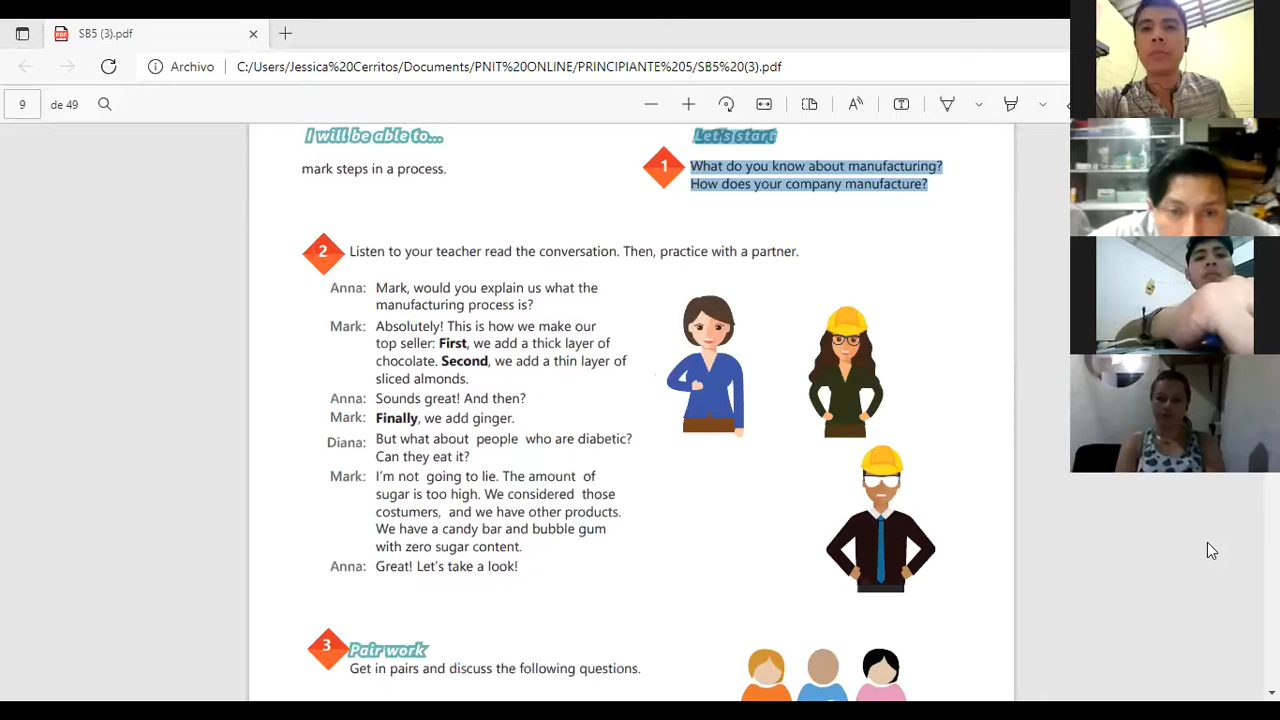 SB5 (3).pdf
Archivo
C:/Users/Jessica%20Cerritos/Documents/PNIT%20ONLINE/PRINCIPIANTE%205/SB5%20(3).pdf
9
de 49
I will be able to...
mark steps in a process.
Let's start
1
What do you know about manufacturing?
How does your company manufacture?
2
Listen to your teacher read the conversation. Then, practice with a partner.
Anna: Mark, would you explain us what the
manufacturing process is?
Mark: Absolutely! This is how we make our
top seller: First, we add a thick layer of
chocolate. Second, we add a thin layer of
sliced almonds.
Anna: Sounds great! And then?
Mark: Finally, we add ginger.
Diana: But what about people who are diabetic?
Can they eat it?
Mark: I'm not going to lie. The amount of
sugar is too high. We considered those
costumers, and we have other products.
We have a candy bar and bubble gum
with zero sugar content.
Anna: Great! Let's take a look!
3
Pair work
Get in pairs and discuss the following questions.